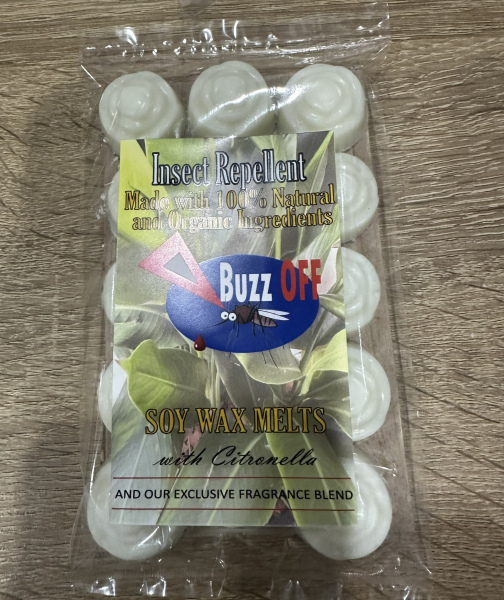 Insect Repellent
Made with 100% Natural
and Organic Ingredients
BUZZ OFF
SOY WAX MELTS
with Citronella
AND OUR EXCLUSIVE FRAGRANCE BLEND